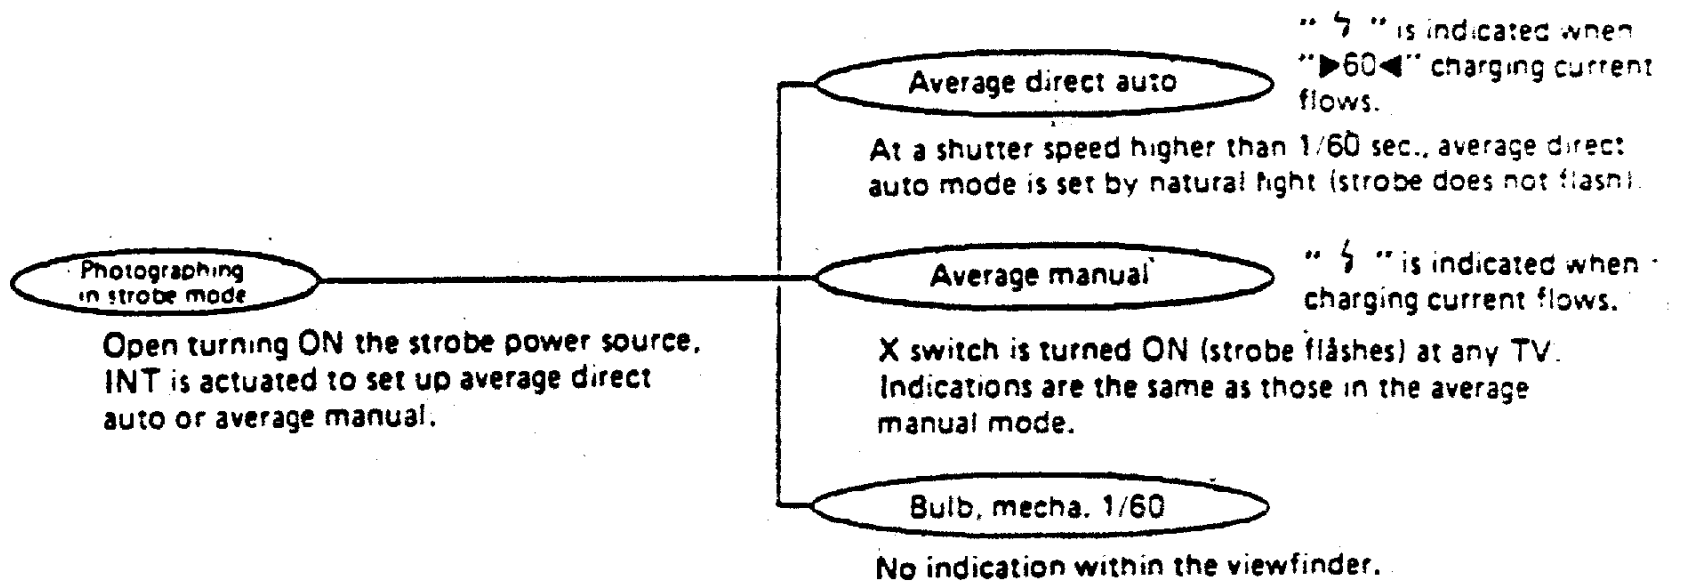 Photographing
in strobe mode
Open turning ON the strobe power source,
INT is actuated to set up average direct
auto or average manual.
Average direct auto
" ϟ " is indicated when
"▶60◀" charging current
flows.
At a shutter speed higher than 1/60 sec., average direct
auto mode is set by natural light (strobe does not flash).
Average manual
" ϟ " is indicated when
charging current flows.
X switch is turned ON (strobe flashes) at any TV.
Indications are the same as those in the average
manual mode.
Bulb, mecha. 1/60
No indication within the viewfinder.